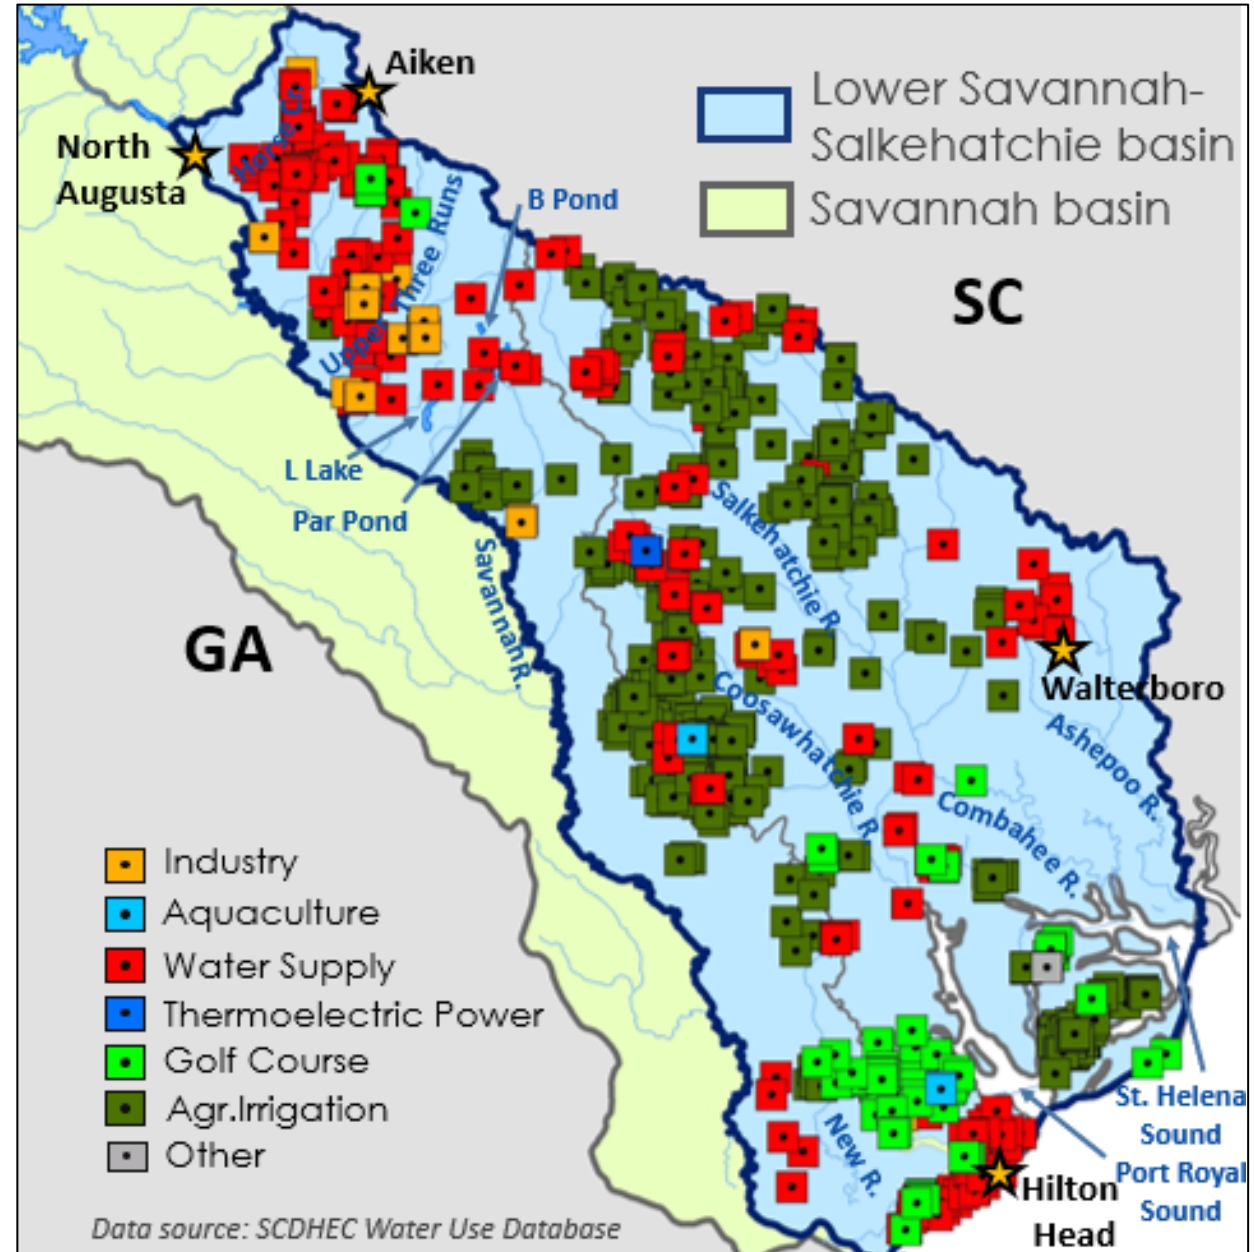 Aiken
North
Augusta
Horse Cr.
Upper Three Runs
B Pond
Lower Savannah-
Salkehatchie basin
Savannah basin
SC
L Lake
Par Pond
Savannah R.
Salkehatchie R.
GA
Walterboro
Coosawhatchie R.
Ashepoo R.
Combahee R.
Industry
Aquaculture
Water Supply
Thermoelectric Power
Golf Course
Agr.Irrigation
Other
St. Helena
Sound
Port Royal
Sound
New R.
Hilton
Head
Data source: SCDHEC Water Use Database